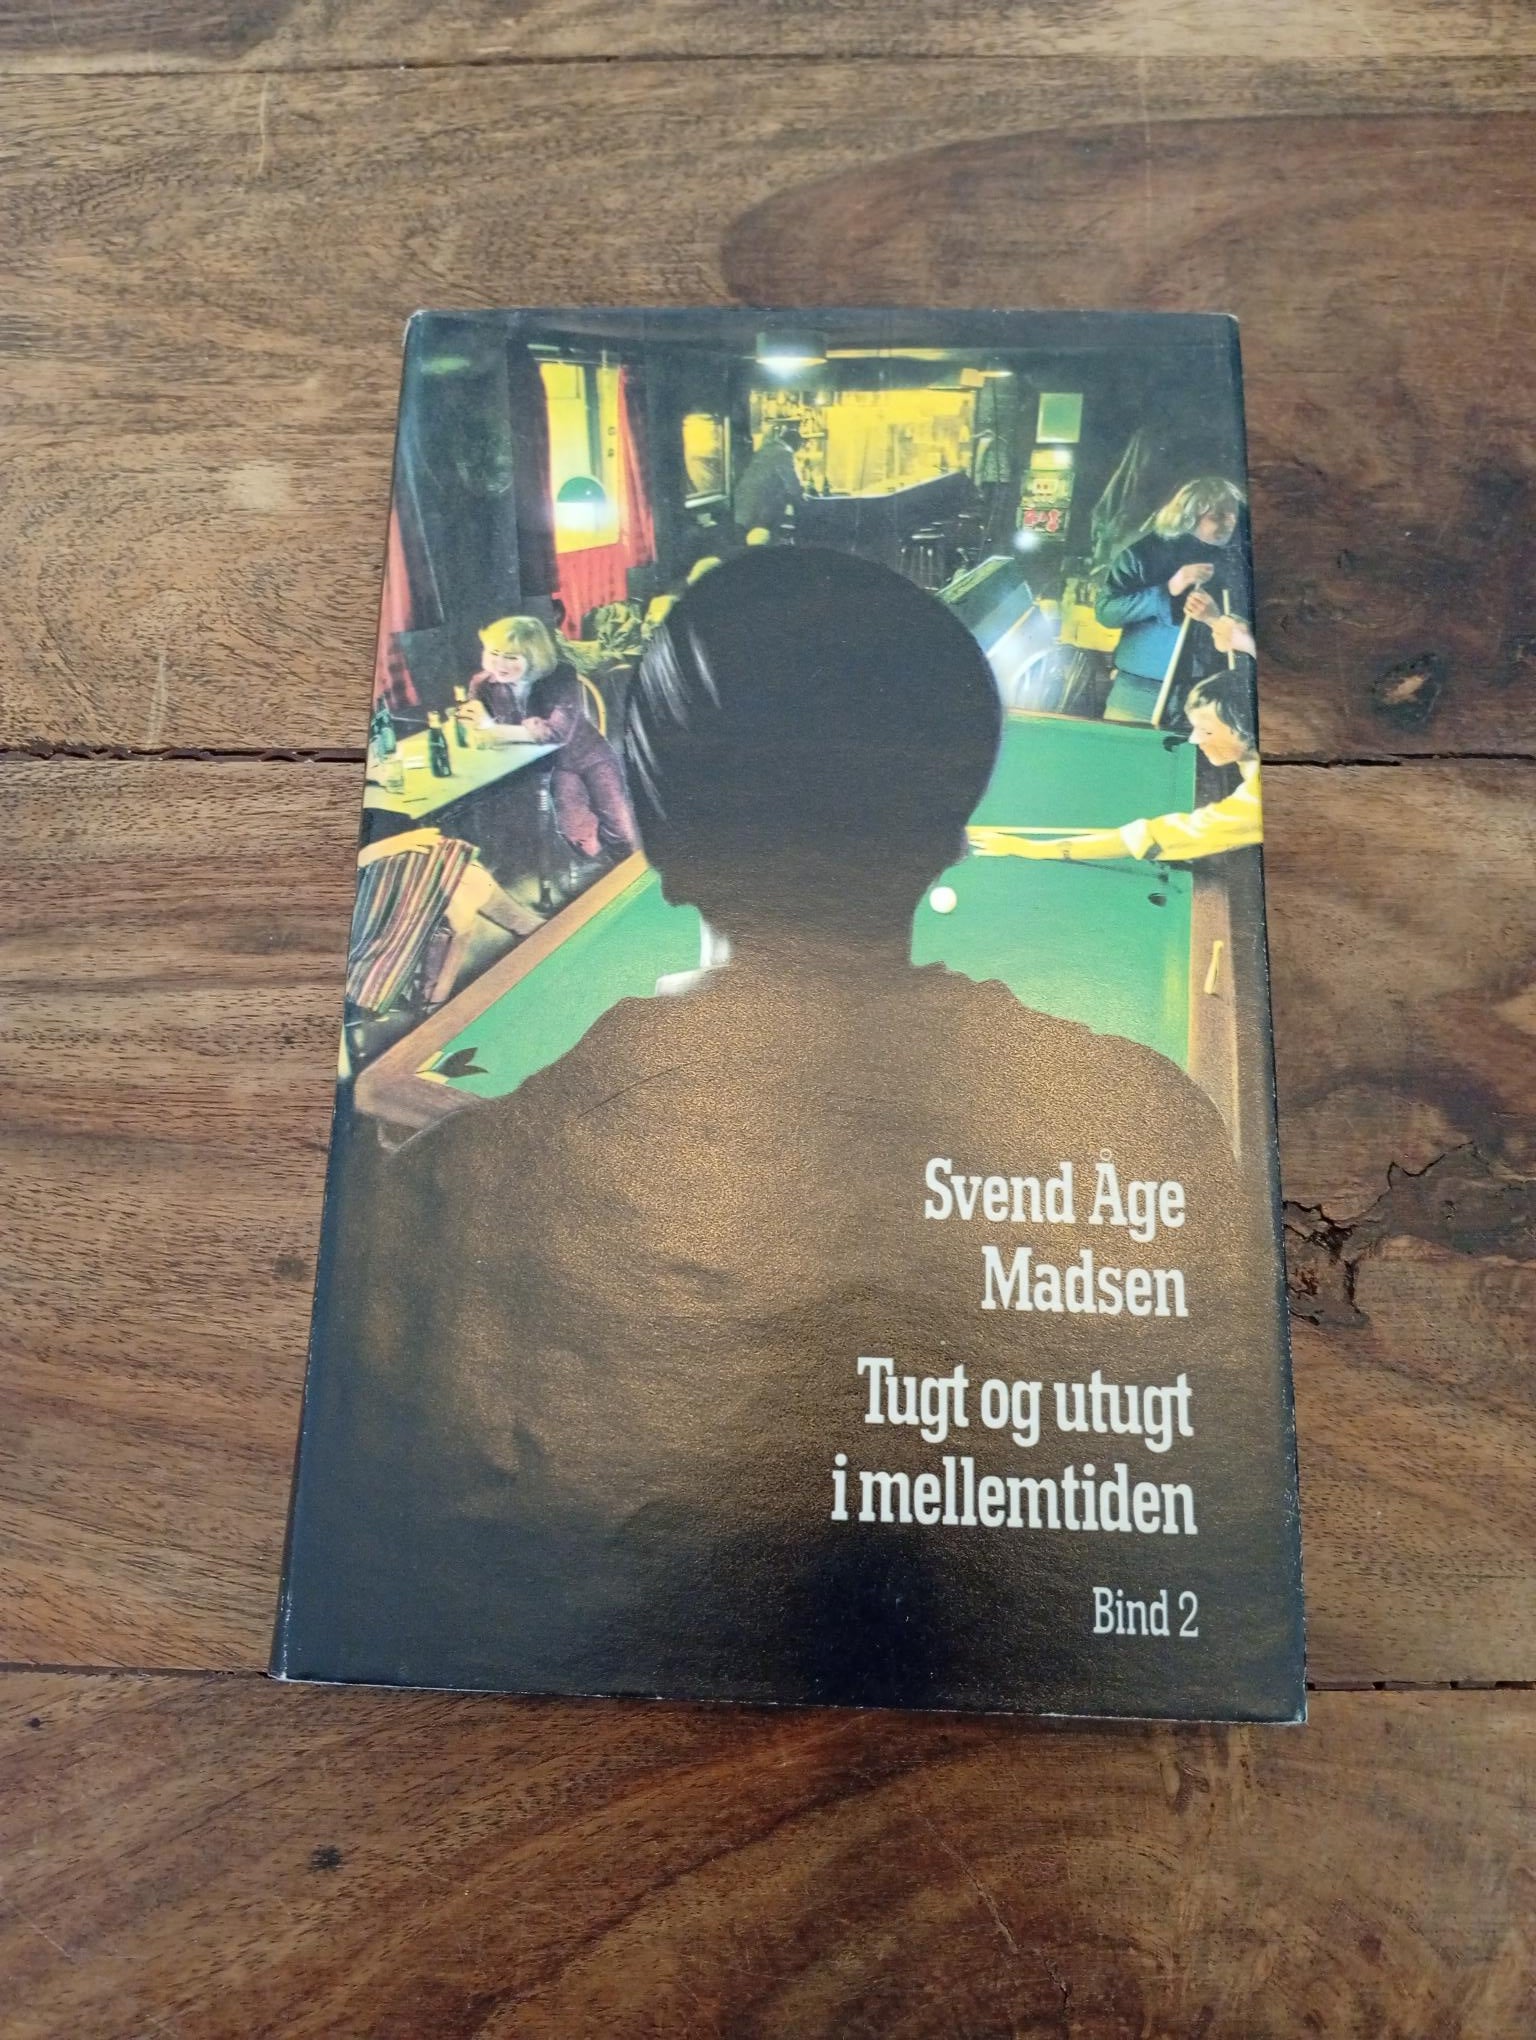 Svend Åge
Madsen
Tugt og utugt
i mellemtiden
Bind 2